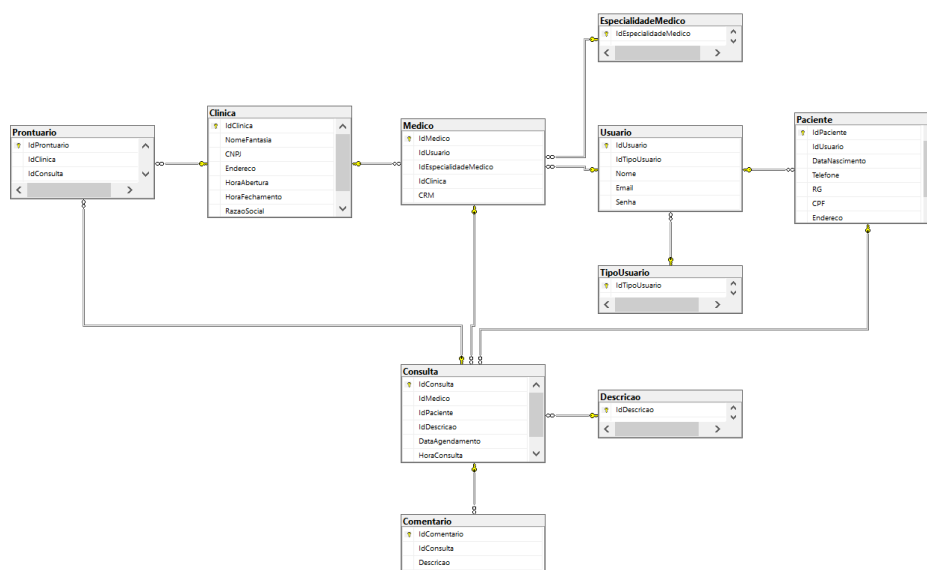 EspecialidadeMedico
IdEspecialidadeMedico
Prontuario
IdProntuario
IdClinica
IdConsulta
Clinica
IdClinica
NomeFantasia
CNPJ
Endereco
HoraAbertura
HoraFechamento
RazaoSocial
Medico
IdMedico
IdUsuario
IdEspecialidadeMedico
IdClinica
CRM
Usuario
IdUsuario
IdTipoUsuario
Nome
Email
Senha
Paciente
IdPaciente
IdUsuario
DataNascimento
Telefone
RG
CPF
Endereco
TipoUsuario
IdTipoUsuario
Consulta
IdConsulta
IdMedico
IdPaciente
IdDescricao
DataAgendamento
HoraConsulta
Descricao
IdDescricao
Comentario
IdComentario
IdConsulta
Descricao